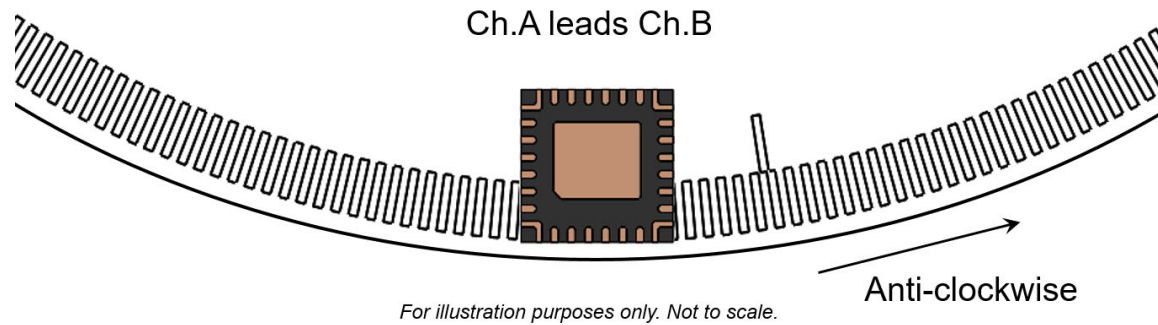 Ch.A leads Ch.B
Anti-clockwise
For illustration purposes only. Not to scale.